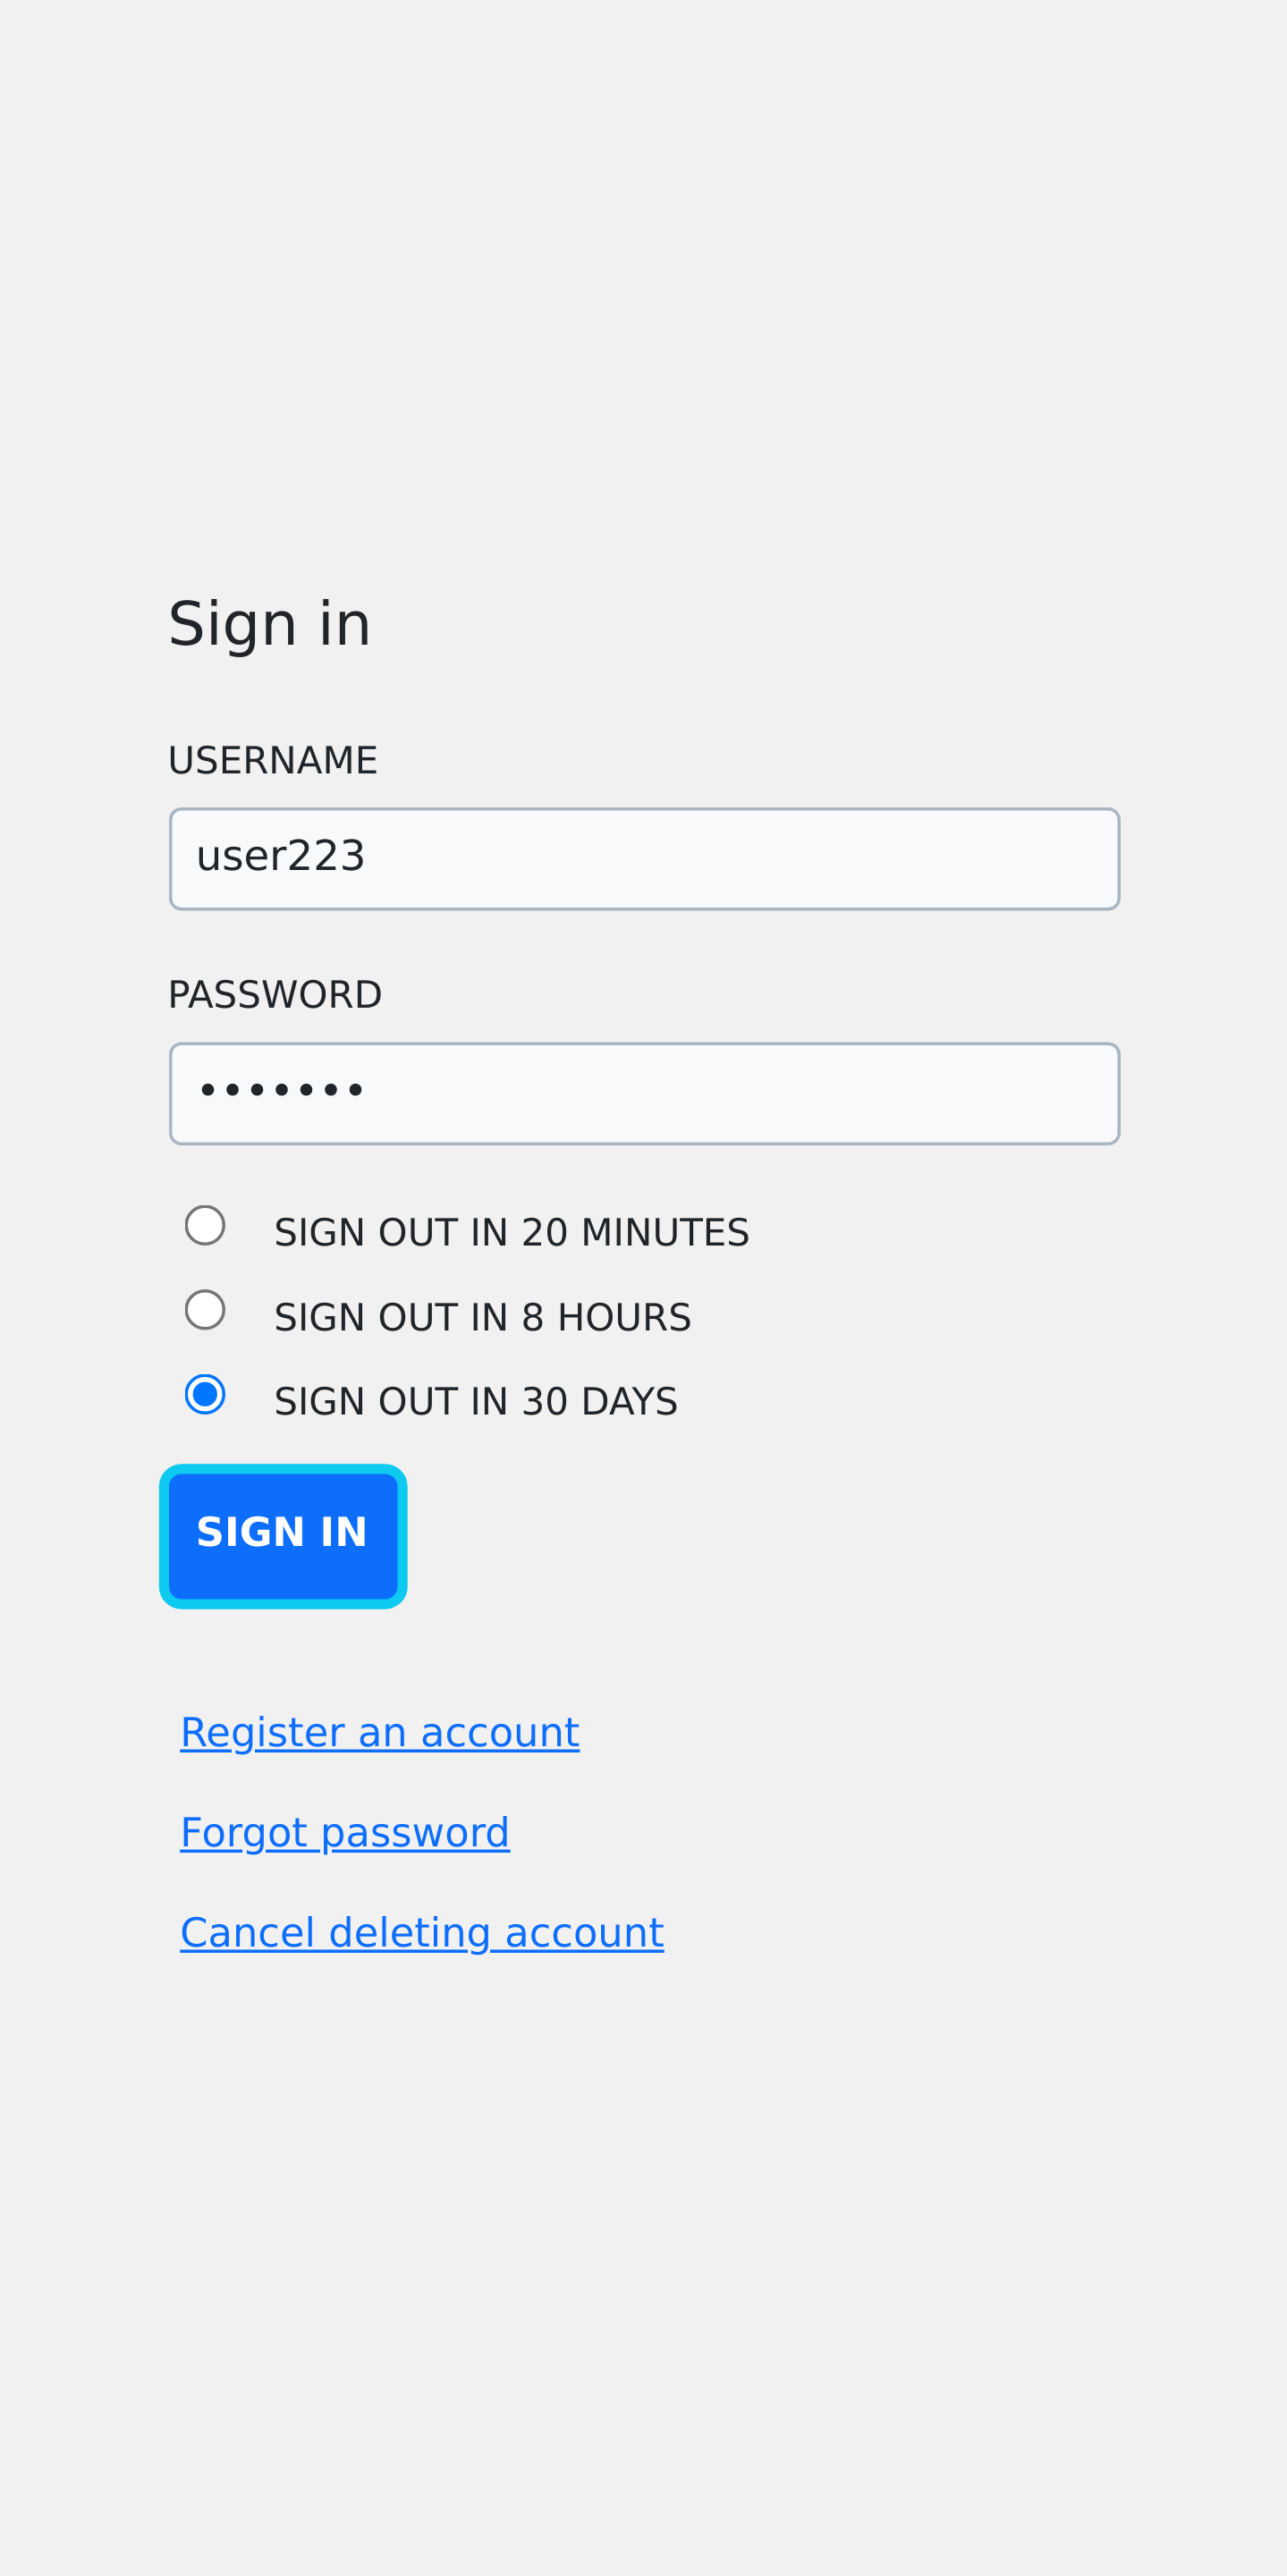 Sign in
USERNAME
user223
PASSWORD
•••••••
SIGN OUT IN 20 MINUTES
SIGN OUT IN 8 HOURS
SIGN OUT IN 30 DAYS
SIGN IN
Register an account
Forgot password
Cancel deleting account